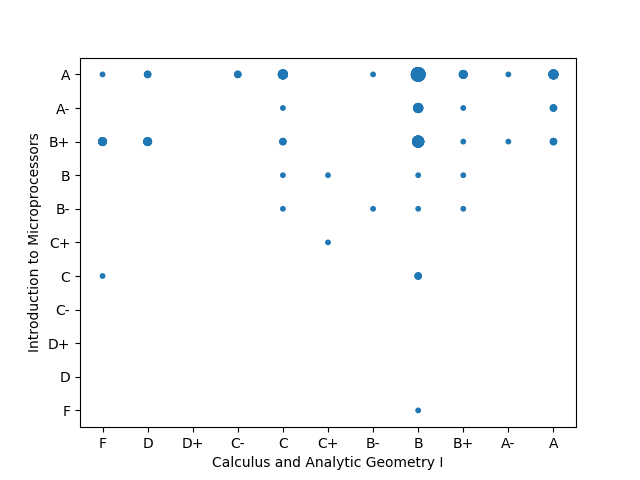 Introduction to Microprocessors
A
A-
B+
B
B-
C+
C
C-
D+
D
F
F D D+ C- C C+ B- B B+ A- A
Calculus and Analytic Geometry I